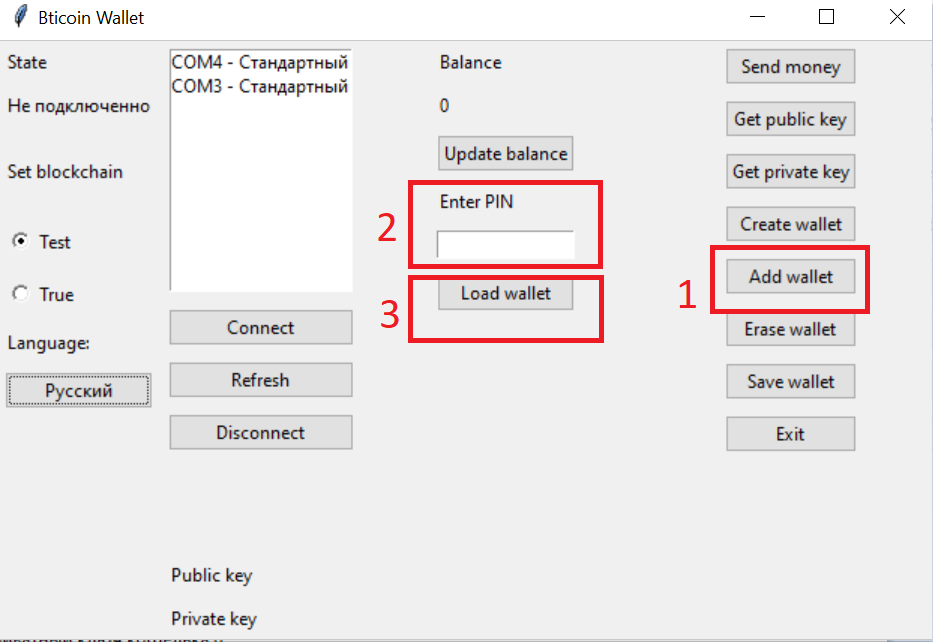 Bticoin Wallet
State
Не подключенно
Set blockchain
Test
True
Language:
Русский
COM4 - Стандартный
COM3 - Стандартный
Connect
Refresh
Disconnect
Public key
Private key
Balance
0
Update balance
2
Enter PIN
3
Load wallet
Send money
Get public key
Get private key
Create wallet
1
Add wallet
Erase wallet
Save wallet
Exit